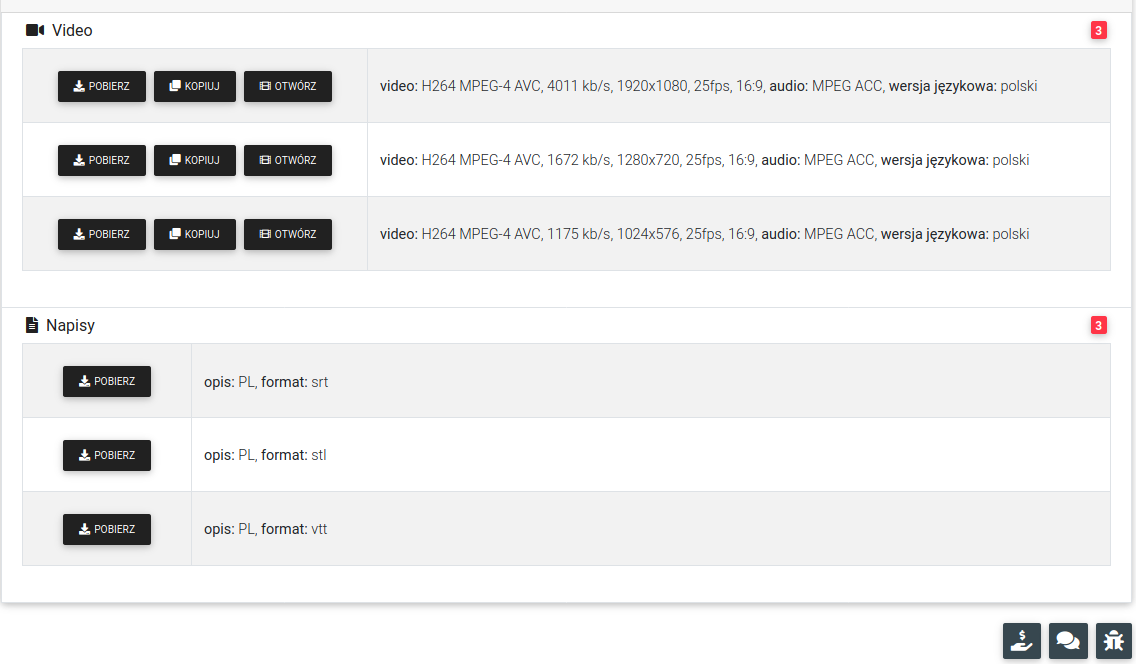 Video 3
POBIERZ KOPIUJ OTWÓRZ video: H264 MPEG-4 AVC, 4011 kb/s, 1920x1080, 25fps, 16:9, audio: MPEG ACC, wersja językowa: polski
POBIERZ KOPIUJ OTWÓRZ video: H264 MPEG-4 AVC, 1672 kb/s, 1280x720, 25fps, 16:9, audio: MPEG ACC, wersja językowa: polski
POBIERZ KOPIUJ OTWÓRZ video: H264 MPEG-4 AVC, 1175 kb/s, 1024x576, 25fps, 16:9, audio: MPEG ACC, wersja językowa: polski
Napisy 3
POBIERZ opis: PL, format: srt
POBIERZ opis: PL, format: stl
POBIERZ opis: PL, format: vtt